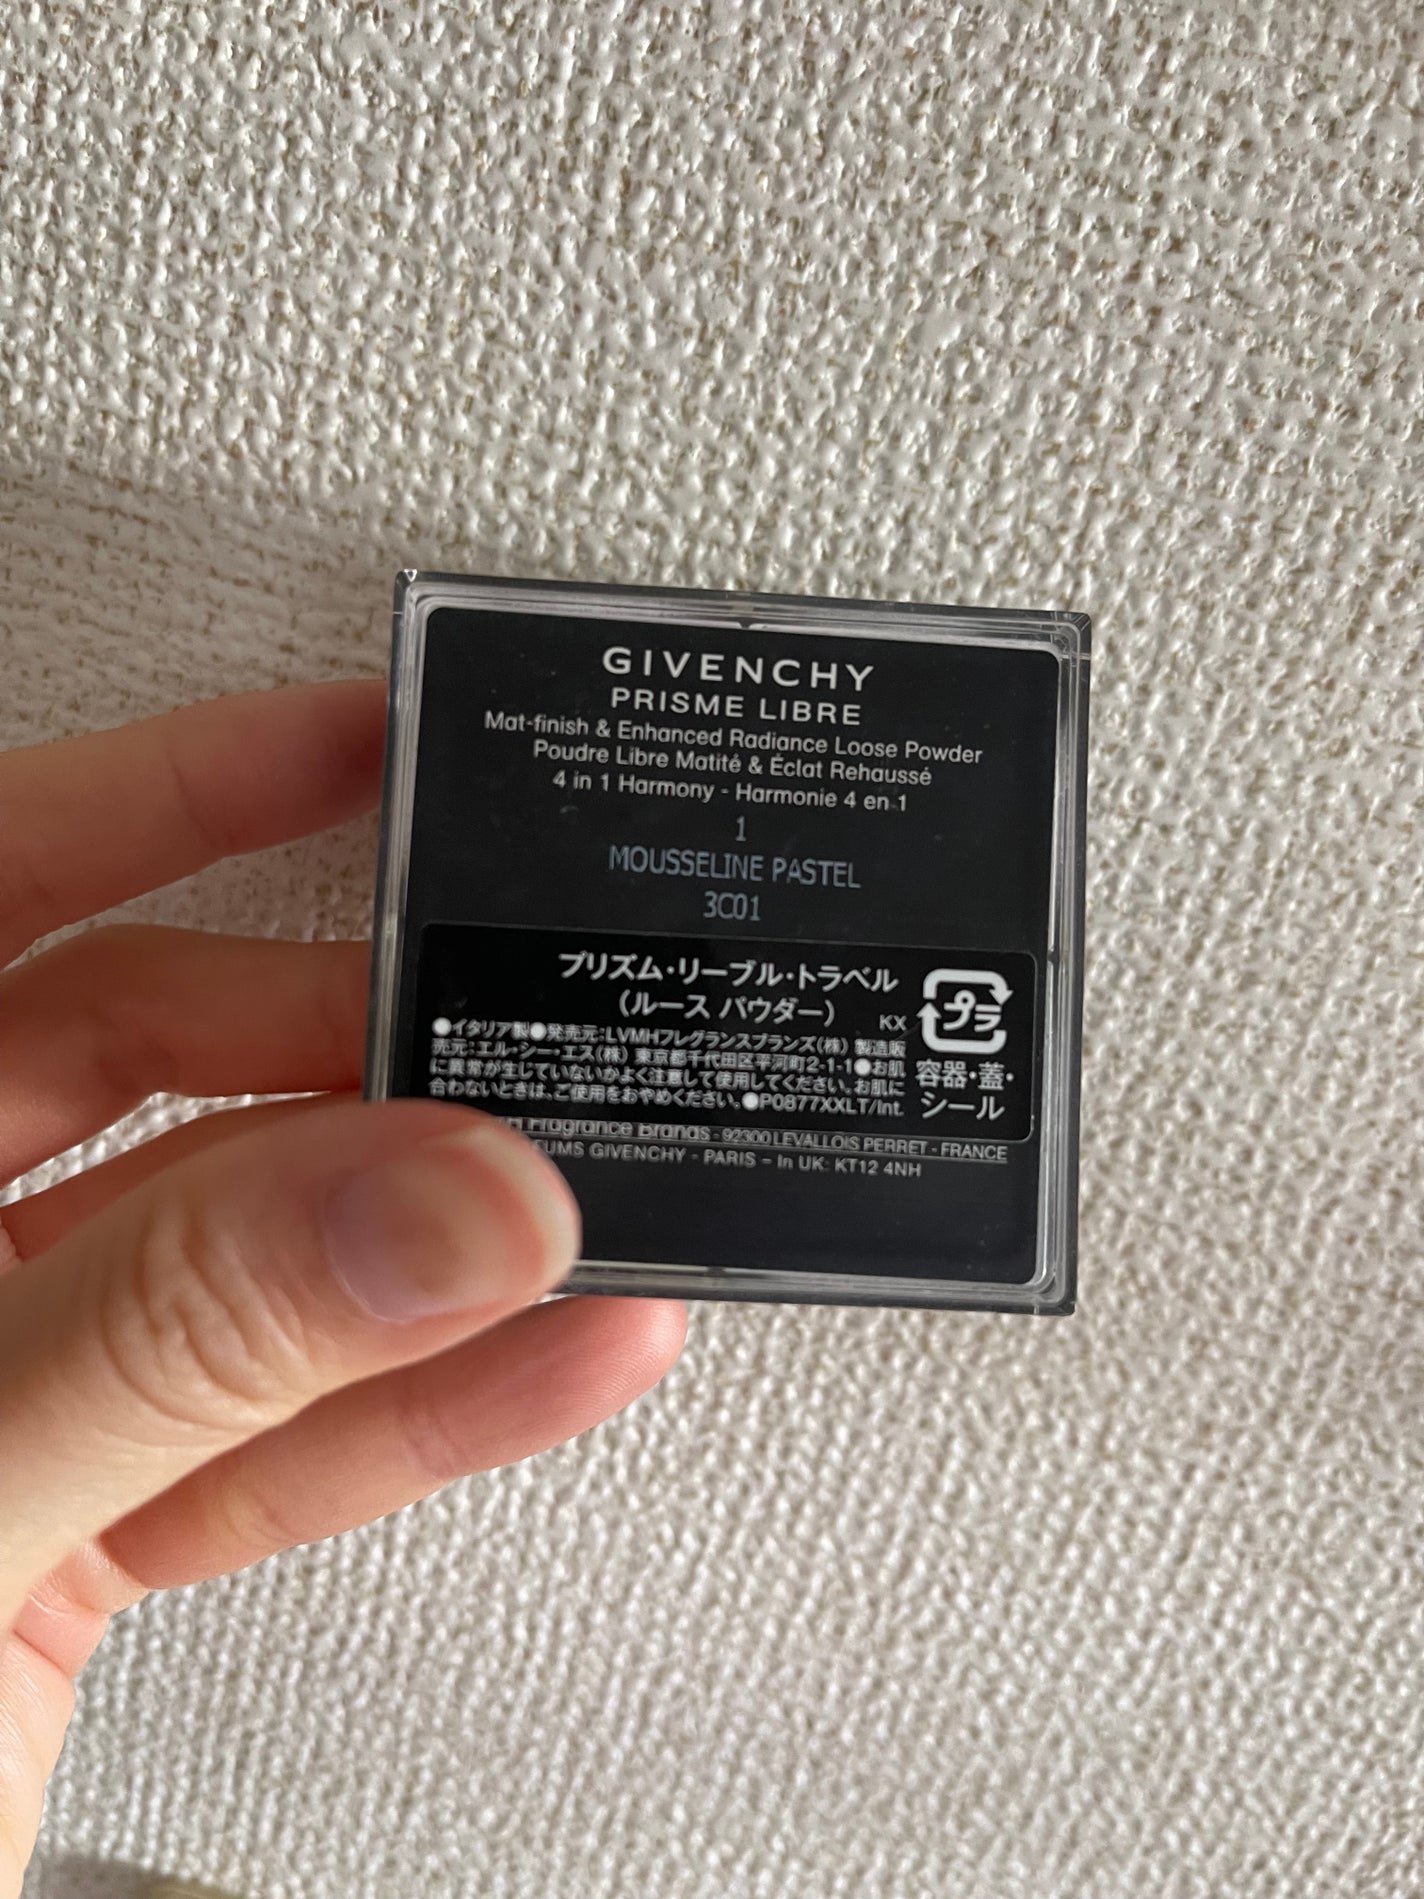 GIVENCHY
PRISME LIBRE
Mat-finish & Enhanced Radiance Loose Powder
Poudre Libre Matité & Éclat Rehaussé
4 in 1 Harmony - Harmonie 4 en 1
1
MOUSSELINE PASTEL
3C01
プリズム・リーブル・トラベル
(ルース パウダー)
KX
プラ
●イタリア製●発売元:LVMHフレグランスブランズ(株) 製造販
売元:エル・シー・エス(株) 東京都千代田区平河町2-1-1●お肌
に異常が生じていないかよく注意して使用してください。お肌に
合わないときは、ご使用をおやめください。●P0877XXLT/Int.
容器・蓋・
シール
Fragrance Brands - 92300 LEVALLOIS PERRET - FRANCE
GIVENCHY - PARIS – In UK: KT12 4NH